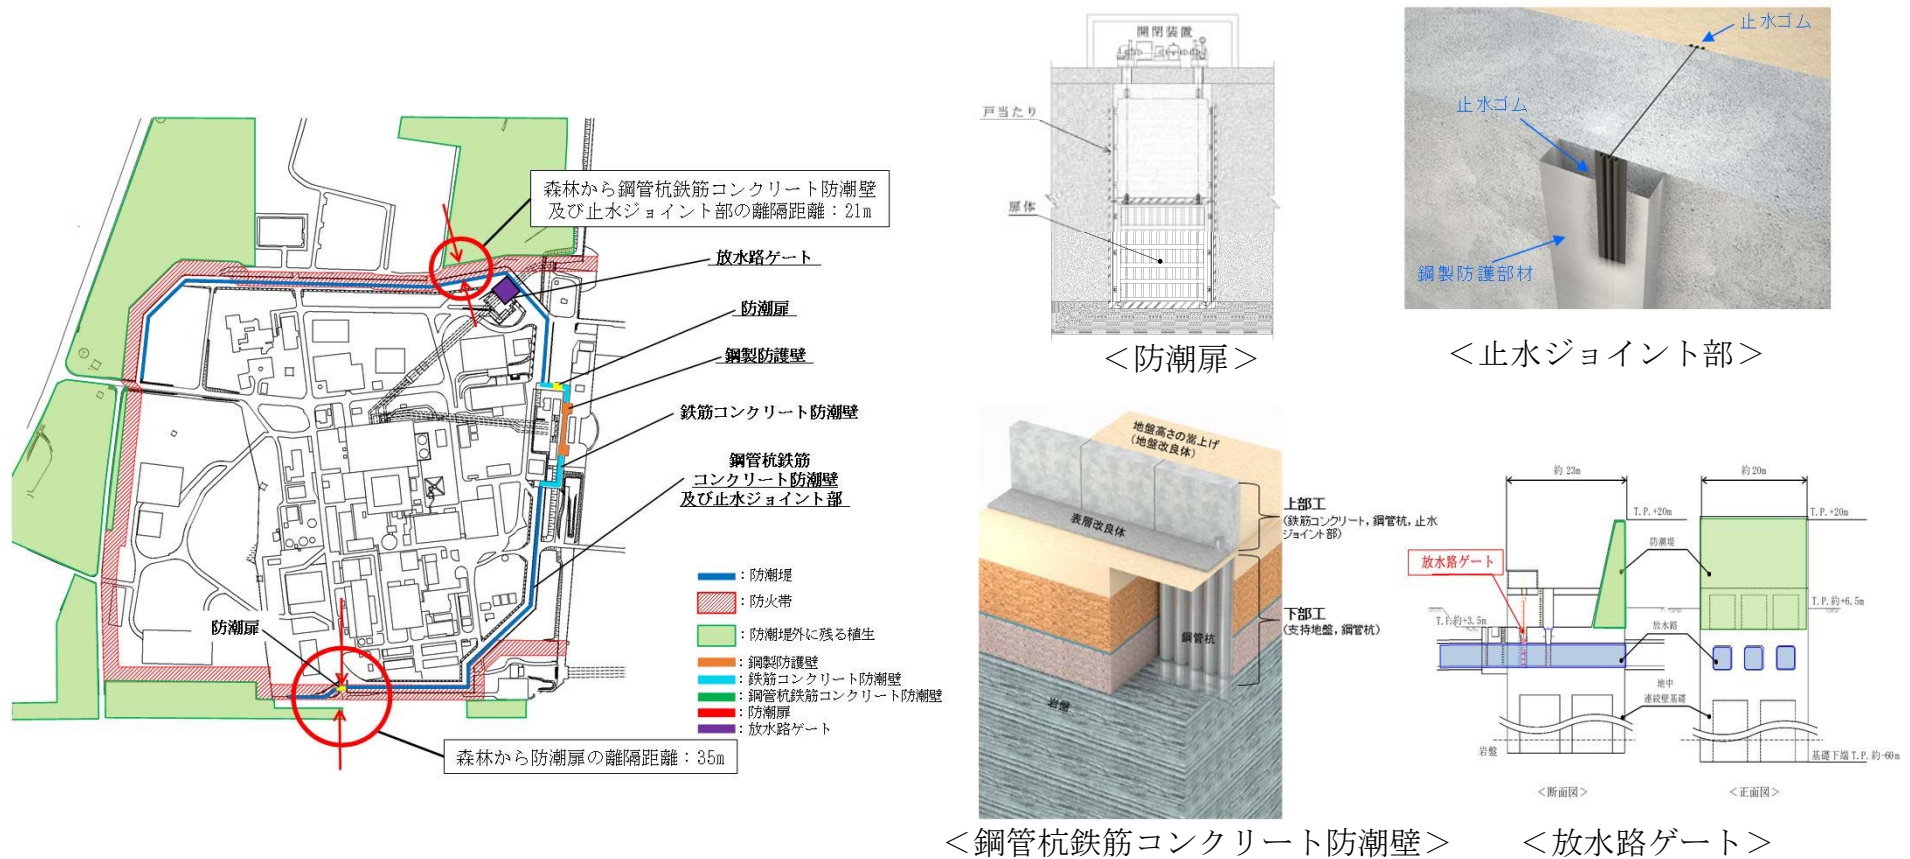 森林から鋼管杭鉄筋コンクリート防潮壁
及び止水ジョイント部の離隔距離：21m
放水路ゲート
防潮扉
鋼製防護壁
鉄筋コンクリート防潮壁
鋼管杭鉄筋
コンクリート防潮壁
及び止水ジョイント部
防潮扉
：防潮堤
：防火帯
：防潮堤外に残る植生
：鋼製防護壁
：鉄筋コンクリート防潮壁
：鋼管杭鉄筋コンクリート防潮壁
：防潮扉
：放水路ゲート
森林から防潮扉の離隔距離：35m
開閉装置
戸当たり
扉体
＜防潮扉＞
止水ゴム
止水ゴム
鋼製防護部材
＜止水ジョイント部＞
地盤高さの嵩上げ
（地盤改良体）
表層改良体
上部工
（鉄筋コンクリート，鋼管杭，止水
ジョイント部）
鋼管杭
下部工
（支持地盤，鋼管杭）
岩盤
＜鋼管杭鉄筋コンクリート防潮壁＞
約 23m
約 20m
T.P.+20m
T.P.+20m
防潮堤
放水路ゲート
T.P.約+3.5m
T.P.約+6.5m
放水路
地中
連続壁基礎
岩盤
基礎下端 T.P.約-60m
＜断面図＞
＜正面図＞
＜放水路ゲート＞